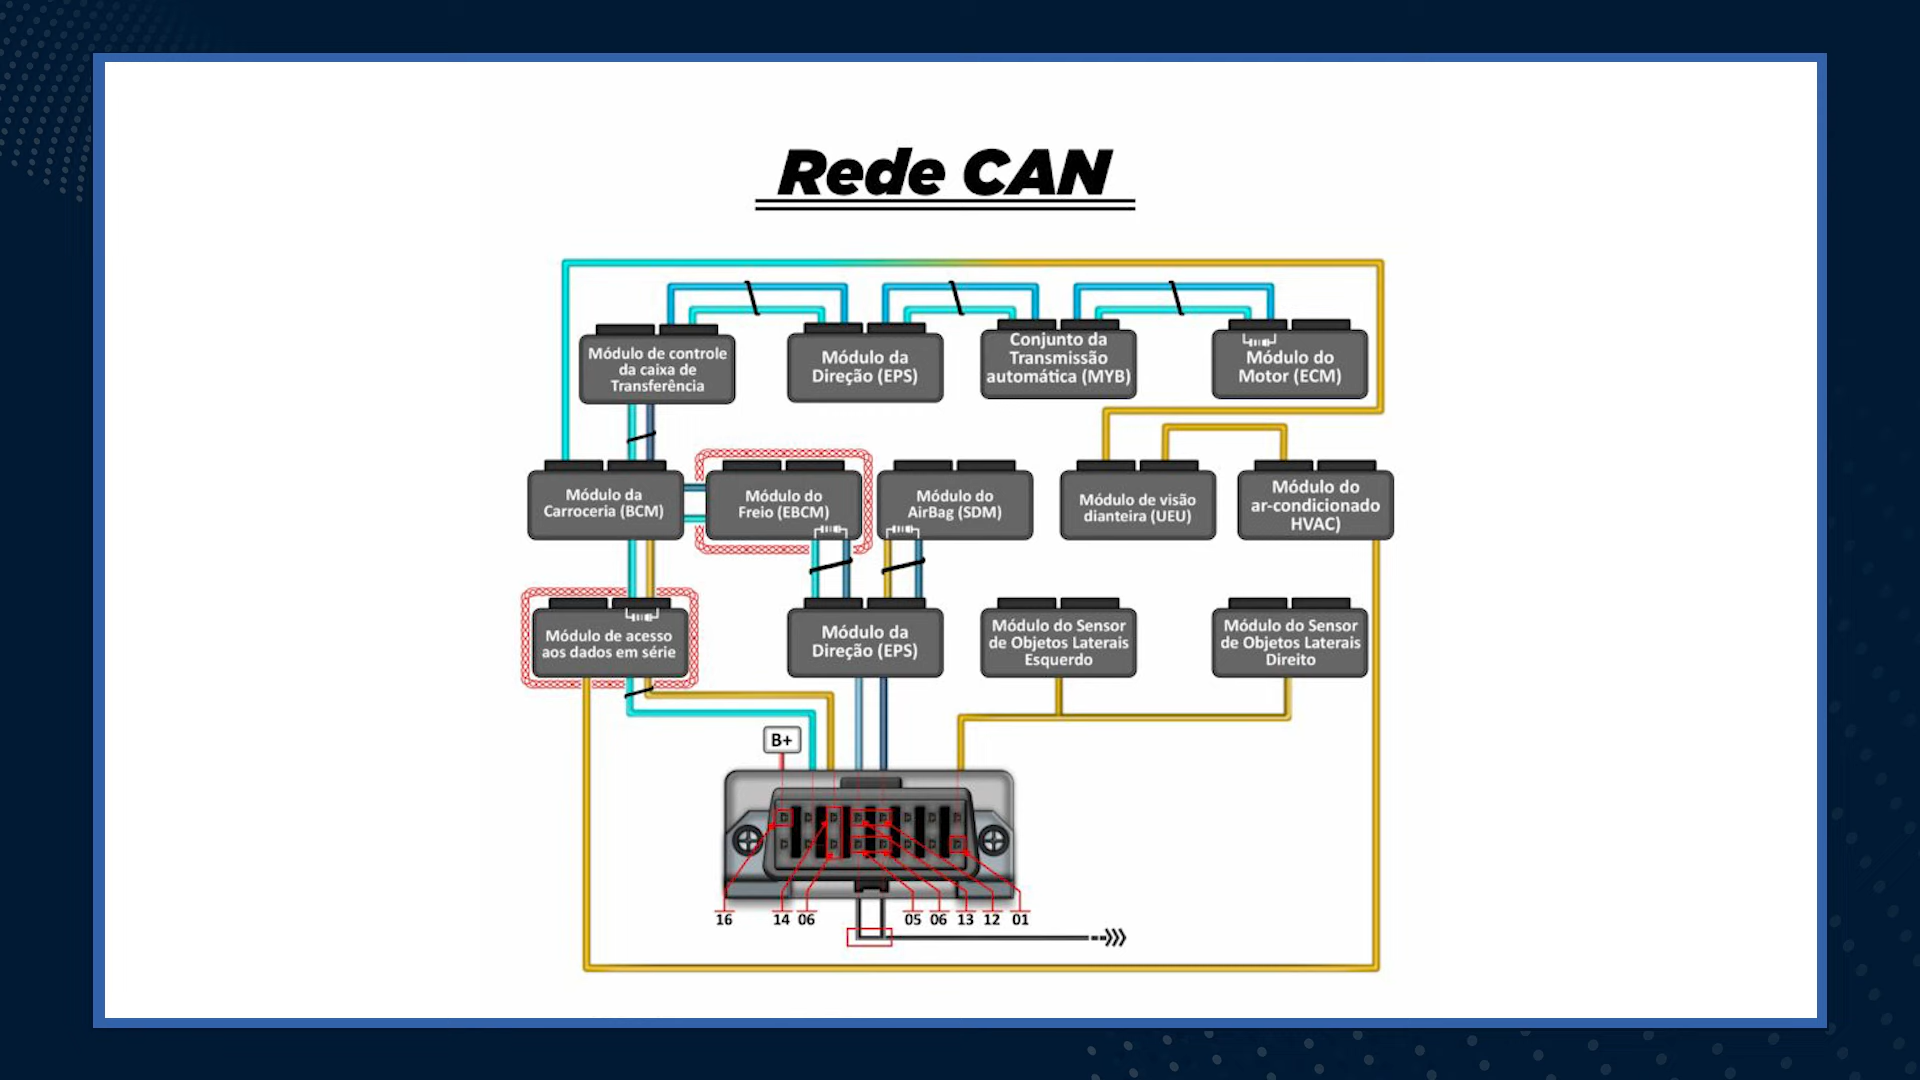 Rede CAN
Módulo de controle
da caixa de
Transferência
Módulo da
Direção (EPS)
Conjunto da
Transmissão
automática (MYB)
Módulo do
Motor (ECM)
Módulo da
Carroceria (BCM)
Módulo do
Freio (EBCM)
Módulo do
AirBag (SDM)
Módulo de visão
dianteira (UEU)
Módulo do
ar-condicionado
HVAC)
Módulo de acesso
aos dados em série
Módulo da
Direção (EPS)
Módulo do Sensor
de Objetos Laterais
Esquerdo
Módulo do Sensor
de Objetos Laterais
Direito
B+
16 14 06 05 06 13 12 01